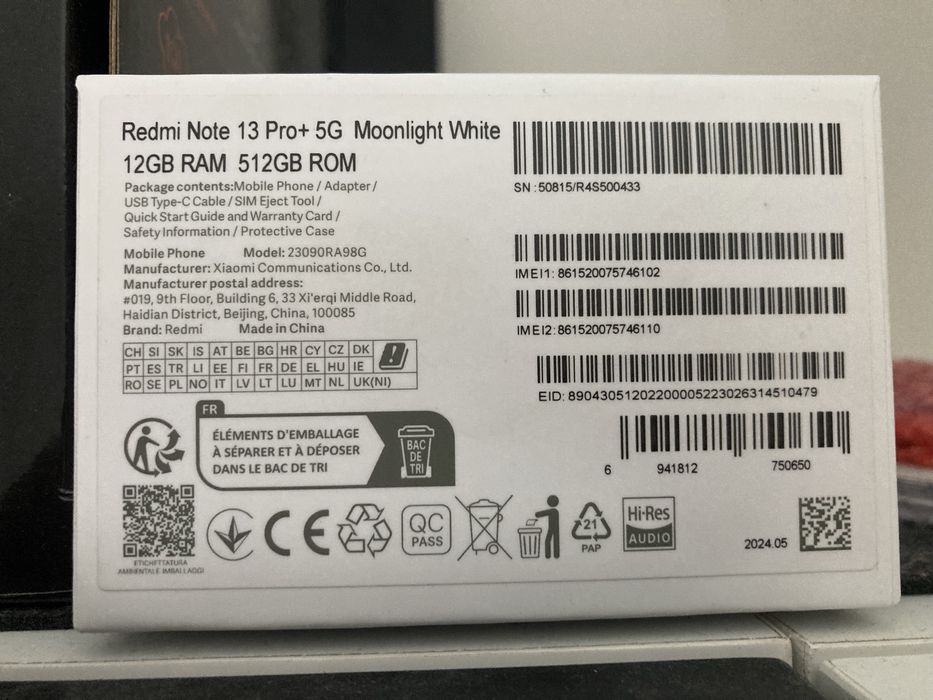 Redmi Note 13 Pro+ 5G Moonlight White
12GB RAM 512GB ROM
Package contents:Mobile Phone / Adapter /
USB Type-C Cable / SIM Eject Tool /
Quick Start Guide and Warranty Card /
Safety Information / Protective Case
Mobile Phone Model: 23090RA98G
Manufacturer: Xiaomi Communications Co., Ltd.
Manufacturer postal address:
#019, 9th Floor, Building 6, 33 Xi'erqi Middle Road,
Haidian District, Beijing, China, 100085
Brand: Redmi Made in China
CH SI SK IS AT BE BG HR CY CZ DK
PT ES TR LI EE FI FR DE EL HU IE
RO SE PL NO IT LV LT LU MT NL UK(NI)
SN : 50815/R4S500433
IMEI1: 861520075746102
IMEI2: 861520075746110
EID: 89043051202200005223026314510479
6 941812 750650
FR
ÉLÉMENTS D'EMBALLAGE
À SÉPARER ET À DÉPOSER
DANS LE BAC DE TRI
BAC
DE
TRI
ETICHETTATURA
AMBIENTALE IMBALLAGGI
CE
QC
PASS
21
PAP
Hi-Res
AUDIO
2024.05